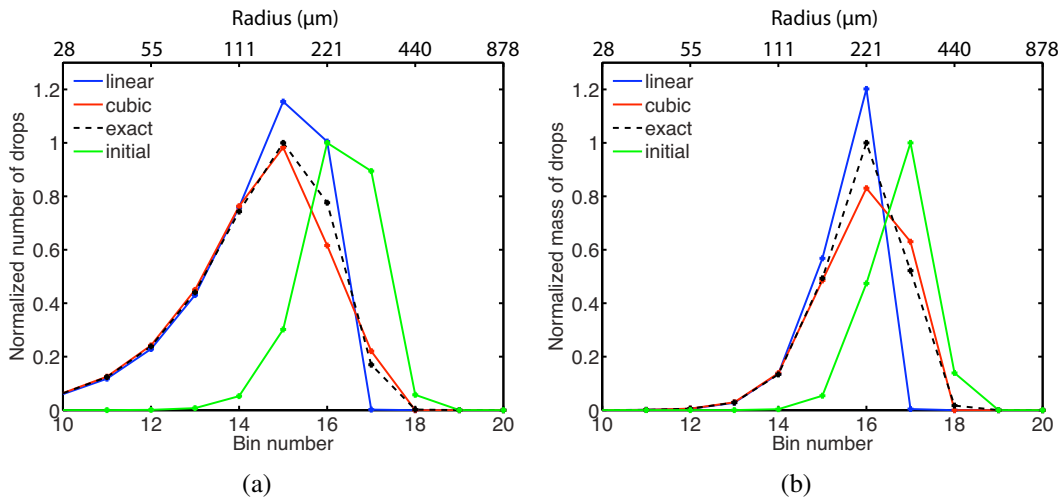 Radius (µm)
28 55 111 221 440 878
Normalized number of drops
1.2
1
0.8
0.6
0.4
0.2
0
linear
cubic
exact
initial
10 12 14 16 18 20
Bin number
(a)
Radius (µm)
28 55 111 221 440 878
Normalized mass of drops
1.2
1
0.8
0.6
0.4
0.2
0
linear
cubic
exact
initial
10 12 14 16 18 20
Bin number
(b)